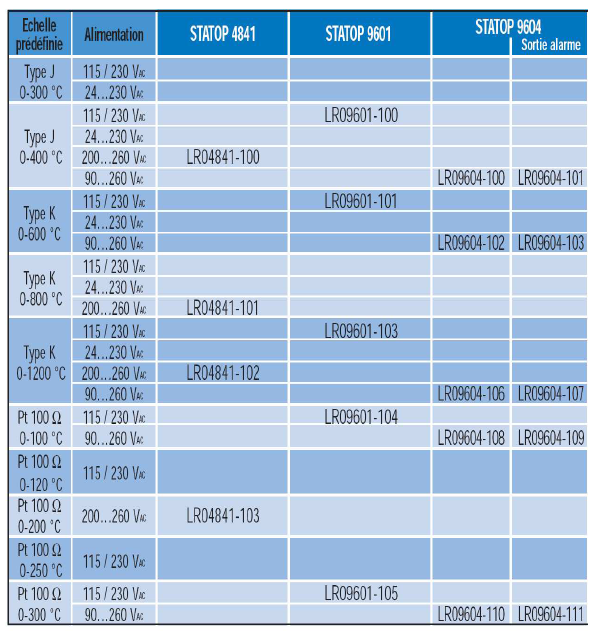 Echelle prédéfinie Alimentation STATOP 4841 STATOP 9601 STATOP 9604
Sortie alarme
Type J 0-300 °C
115 / 230 VAC
24...230 VAC
Type J 0-400 °C
115 / 230 VAC LR09601-100
24...230 VAC
200...260 VAC LR04841-100
90...260 VAC LR09604-100 LR09604-101
Type K 0-600 °C
115 / 230 VAC LR09601-101
24...230 VAC
90...260 VAC LR09604-102 LR09604-103
Type K 0-800 °C
115 / 230 VAC
24...230 VAC
200...260 VAC LR04841-101
Type K 0-1200 °C
115 / 230 VAC LR09601-103
24...230 VAC
200...260 VAC LR04841-102
90...260 VAC LR09604-106 LR09604-107
Pt 100 Ω 0-100 °C
115 / 230 VAC LR09601-104
90...260 VAC LR09604-108 LR09604-109
Pt 100 Ω 0-120 °C
115 / 230 VAC
Pt 100 Ω 0-200 °C
200...260 VAC LR04841-103
Pt 100 Ω 0-250 °C
115 / 230 VAC
Pt 100 Ω 0-300 °C
115 / 230 VAC LR09601-105
90...260 VAC LR09604-110 LR09604-111